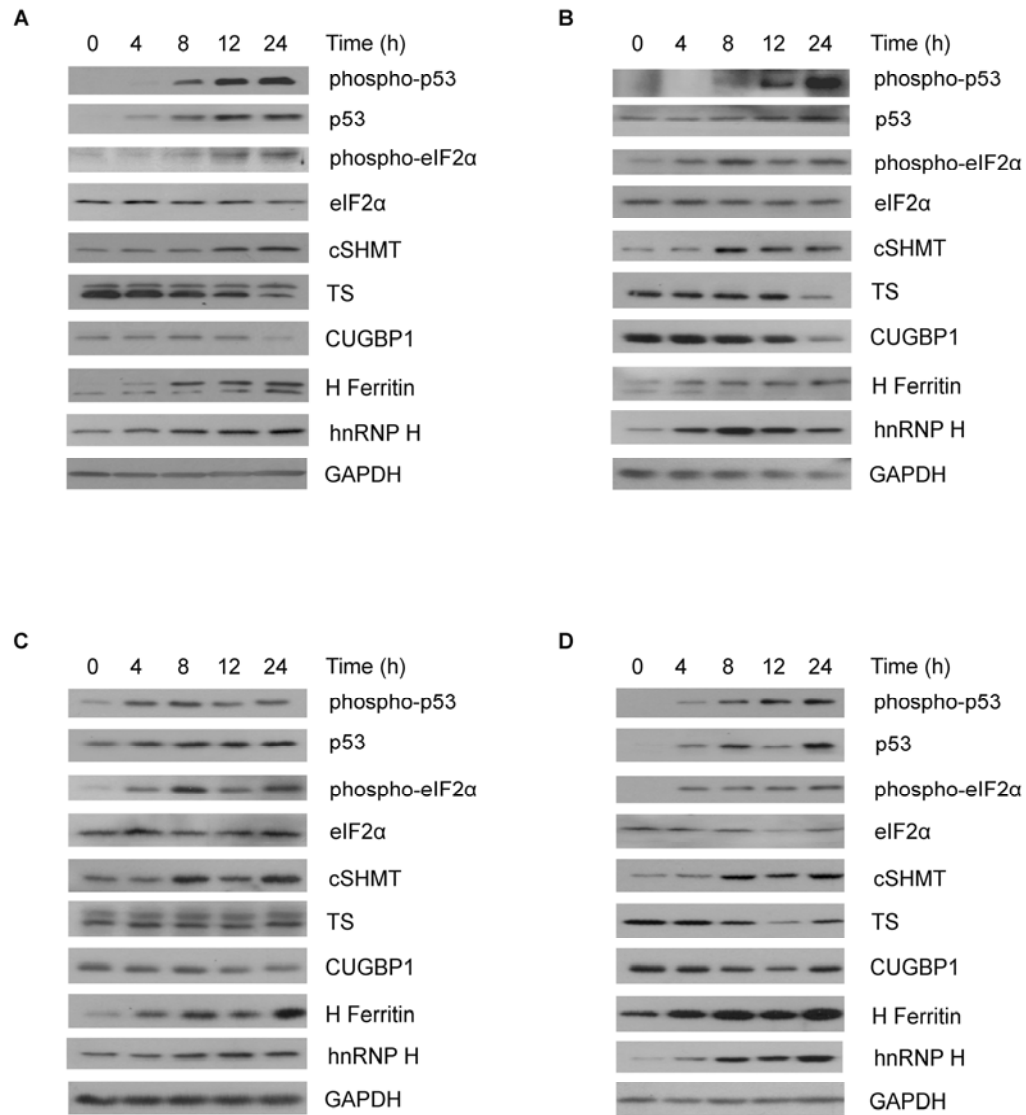 A
0 4 8 12 24 Time (h)
phospho-p53
p53
phospho-eIF2α
eIF2α
cSHMT
TS
CUGBP1
H Ferritin
hnRNP H
GAPDH
B
0 4 8 12 24 Time (h)
phospho-p53
p53
phospho-eIF2α
eIF2α
cSHMT
TS
CUGBP1
H Ferritin
hnRNP H
GAPDH
C
0 4 8 12 24 Time (h)
phospho-p53
p53
phospho-eIF2α
eIF2α
cSHMT
TS
CUGBP1
H Ferritin
hnRNP H
GAPDH
D
0 4 8 12 24 Time (h)
phospho-p53
p53
phospho-eIF2α
eIF2α
cSHMT
TS
CUGBP1
H Ferritin
hnRNP H
GAPDH